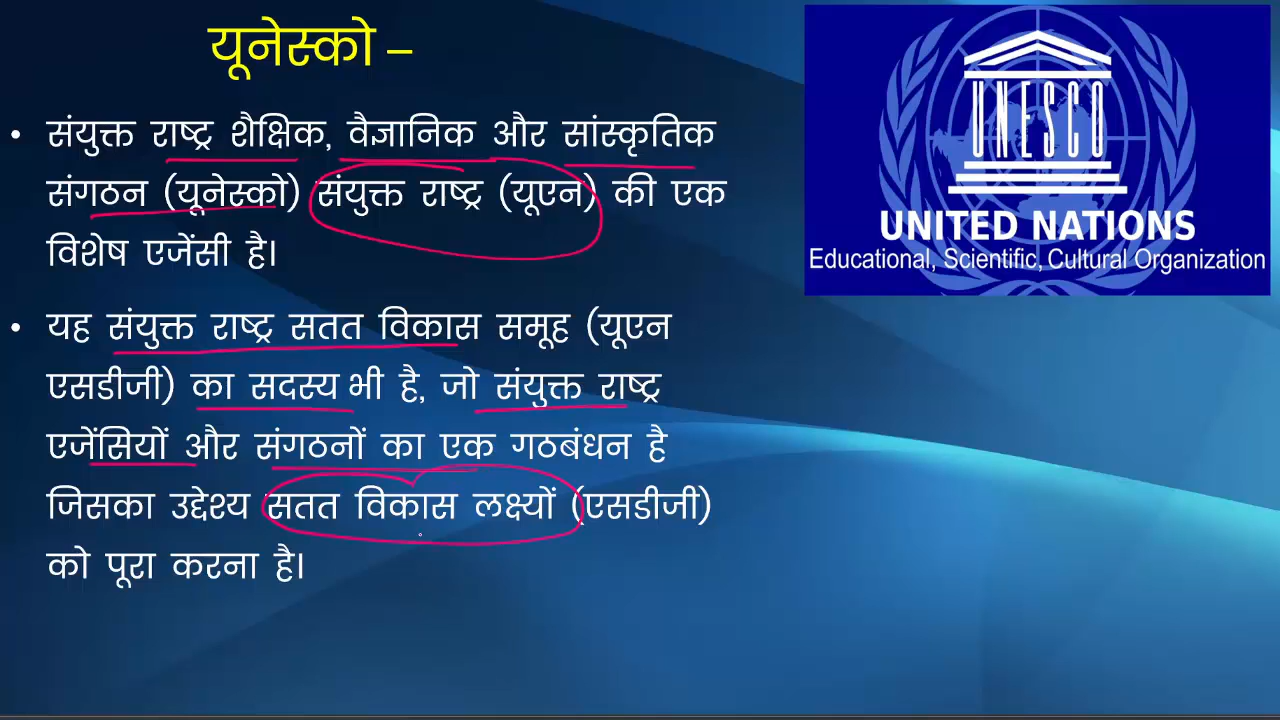 यूनेस्को –
• संयुक्त राष्ट्र शैक्षिक, वैज्ञानिक और सांस्कृतिक
संगठन (यूनेस्को) संयुक्त राष्ट्र (यूएन) की एक
विशेष एजेंसी है।
• यह संयुक्त राष्ट्र सतत विकास समूह (यूएन
एसडीजी) का सदस्य भी है, जो संयुक्त राष्ट्र
एजेंसियों और संगठनों का एक गठबंधन है
जिसका उद्देश्य सतत विकास लक्ष्यों (एसडीजी)
को पूरा करना है।
UNESCO
UNITED NATIONS
Educational, Scientific, Cultural Organization